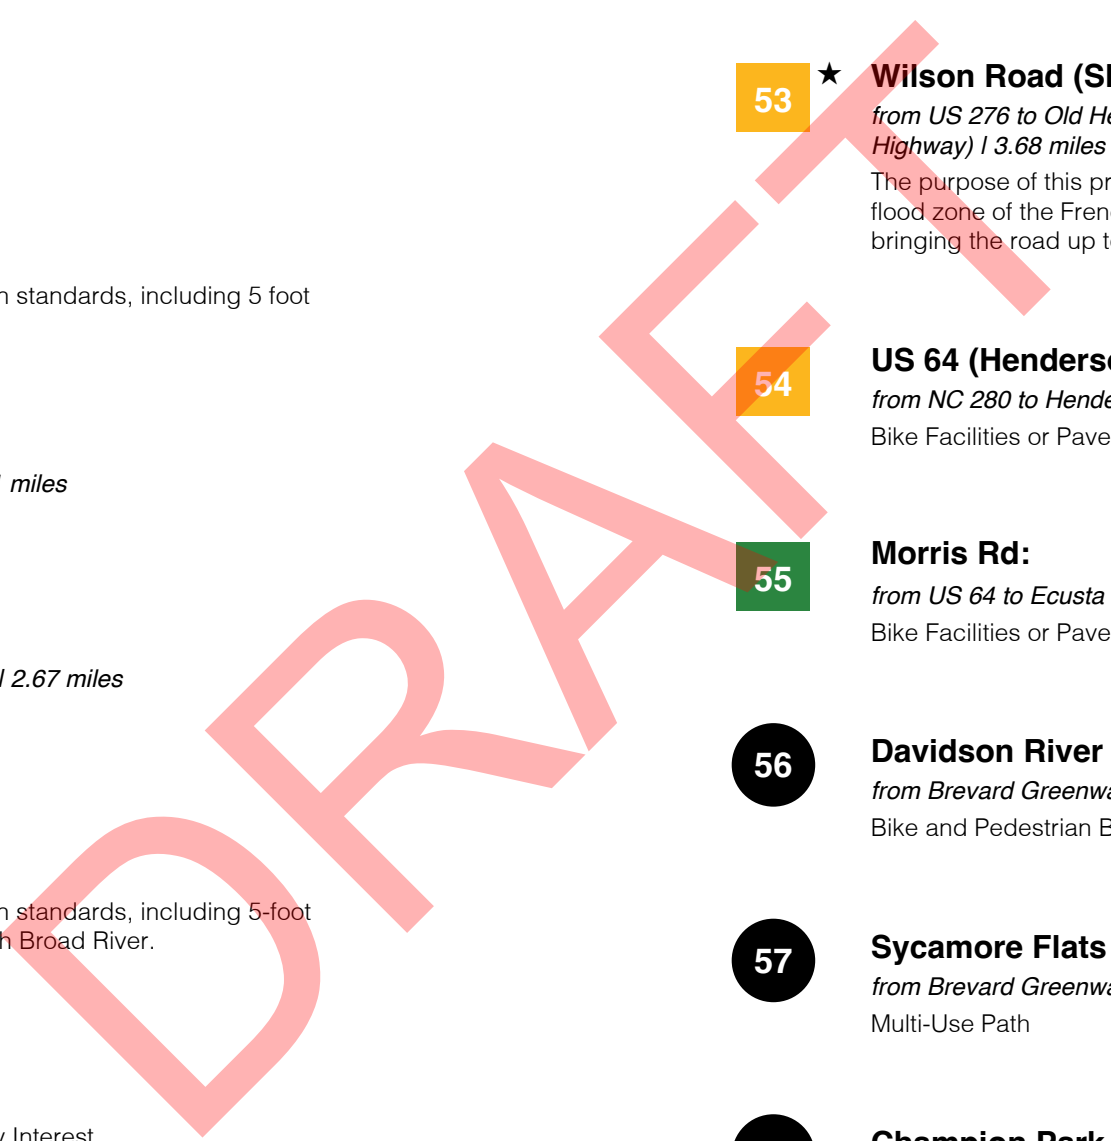 n standards, including 5 foot
miles
2.67 miles
n standards, including 5-foot
h Broad River.
y Interest
53 ★ Wilson Road (S
from US 276 to Old He
Highway) | 3.68 miles
The purpose of this pr
flood zone of the Fren
bringing the road up t
54 US 64 (Henders
from NC 280 to Hende
Bike Facilities or Pave
55 Morris Rd:
from US 64 to Ecusta
Bike Facilities or Pave
56 Davidson River
from Brevard Greenwa
Bike and Pedestrian B
57 Sycamore Flats
from Brevard Greenwa
Multi-Use Path
Champion Park
DRAFT